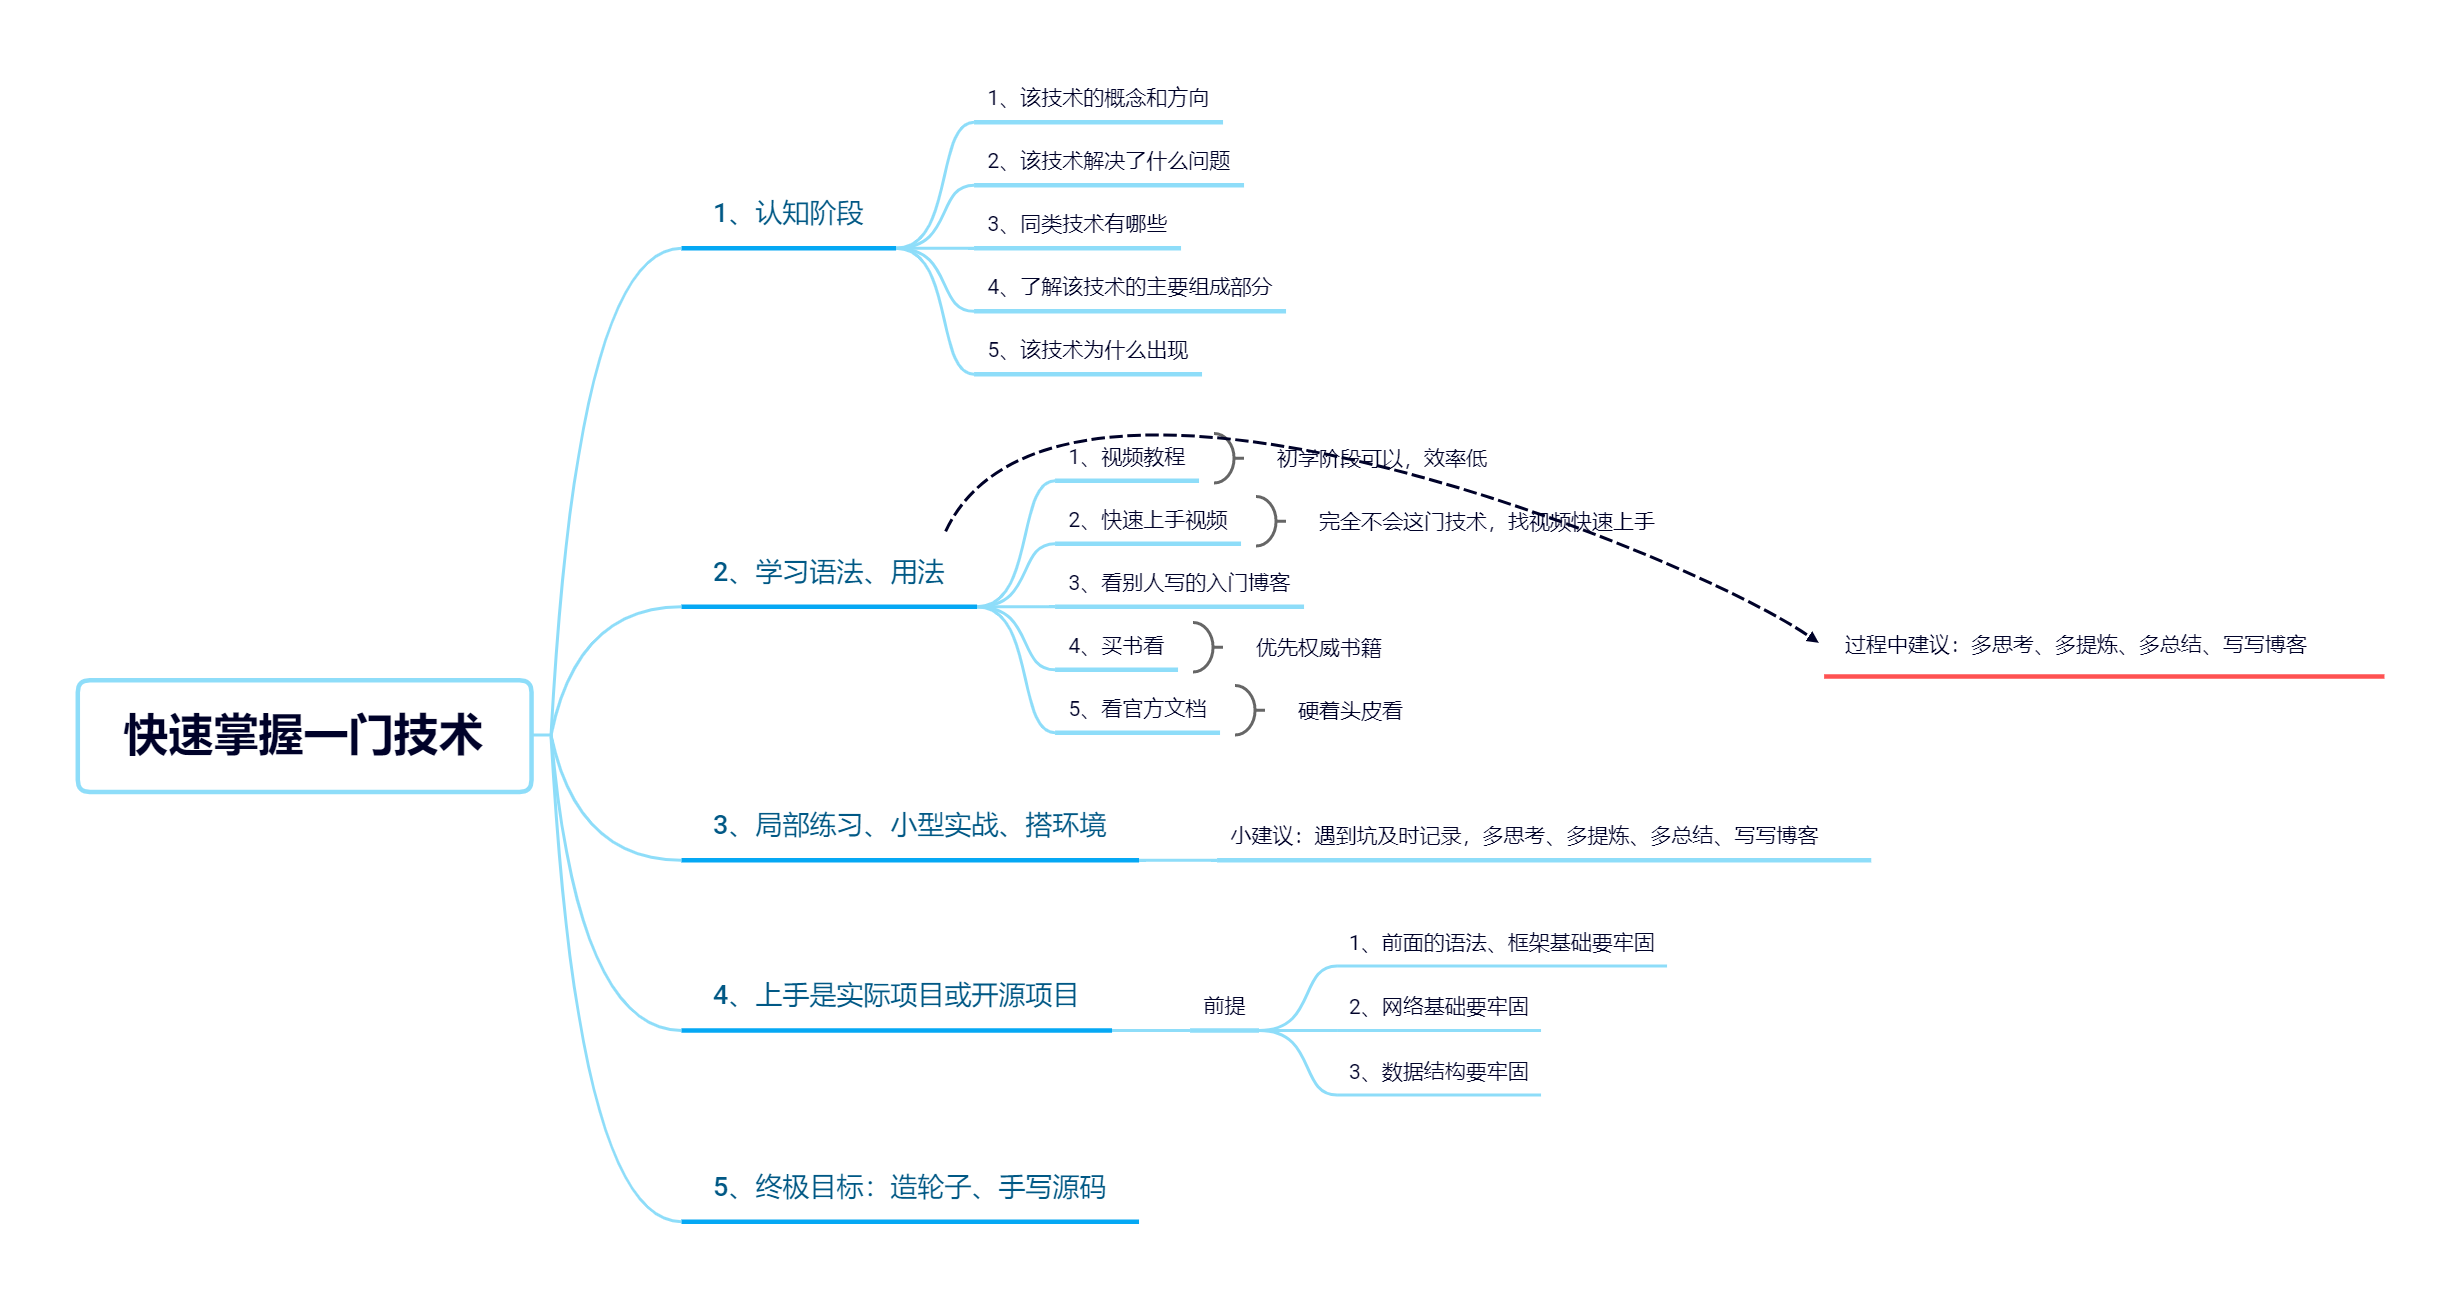 快速掌握一门技术
1、认知阶段
1、该技术的概念和方向
2、该技术解决了什么问题
3、同类技术有哪些
4、了解该技术的主要组成部分
5、该技术为什么出现
2、学习语法、用法
1、视频教程
初学阶段可以，效率低
2、快速上手视频
完全不会这门技术，找视频快速上手
3、看别人写的入门博客
4、买书看
优先权威书籍
5、看官方文档
硬着头皮看
过程中建议：多思考、多提炼、多总结、写写博客
3、局部练习、小型实战、搭环境
小建议：遇到坑及时记录，多思考、多提炼、多总结、写写博客
4、上手是实际项目或开源项目
前提
1、前面的语法、框架基础要牢固
2、网络基础要牢固
3、数据结构要牢固
5、终极目标：造轮子、手写源码